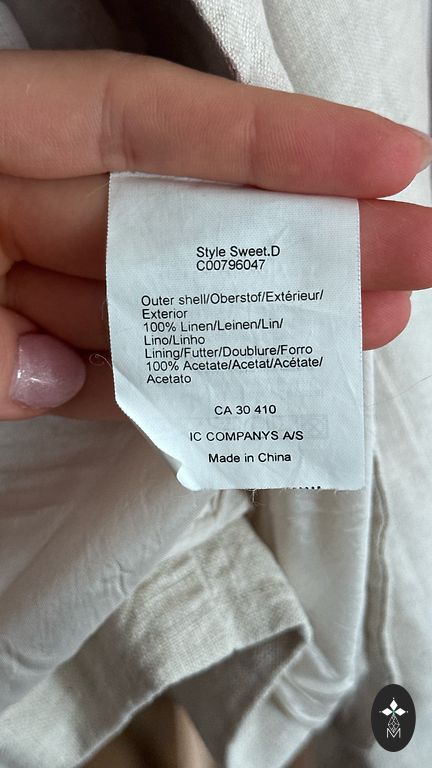 Style Sweet.D
C00796047
Outer shell/Oberstof/Extérieur/
Exterior
100% Linen/Leinen/Lin/
Lino/Linho
Lining/Futter/Doublure/Forro
100% Acetate/Acetat/Acétate/
Acetato
CA 30 410
IC COMPANYS A/S
Made in China
M